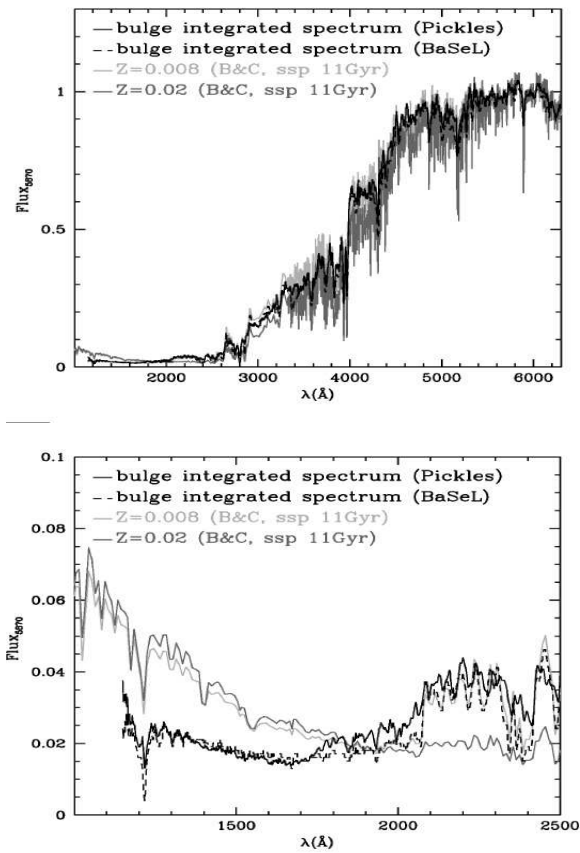 bulge integrated spectrum (Pickles)
bulge integrated spectrum (BaSeL)
Z=0.008 (B&C, ssp 11Gyr)
Z=0.02 (B&C, ssp 11Gyr)
1
0.5
0
Flux5870
2000 3000 4000 5000 6000
λ(Å)
0.1
bulge integrated spectrum (Pickles)
bulge integrated spectrum (BaSeL)
Z=0.008 (B&C, ssp 11Gyr)
Z=0.02 (B&C, ssp 11Gyr)
0.08
0.06
0.04
0.02
0
Flux5870
1500 2000 2500
λ(Å)